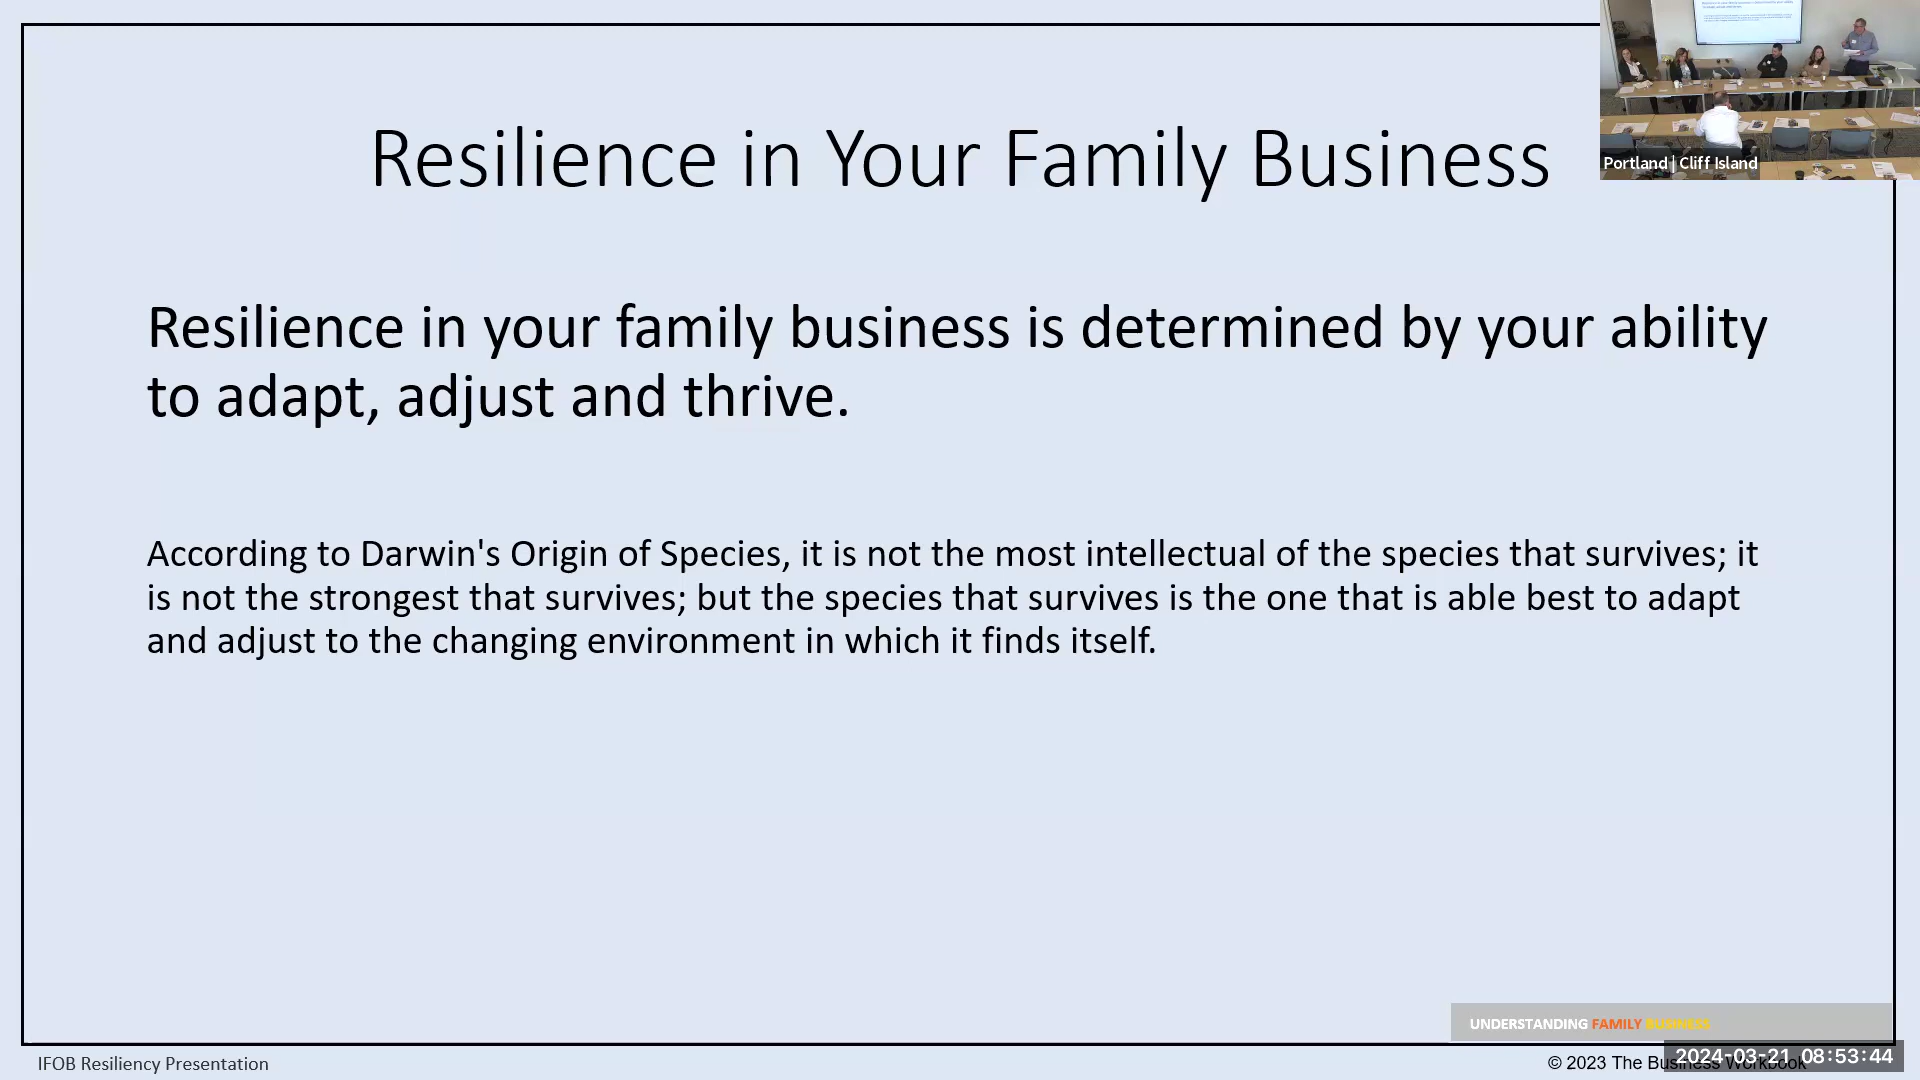 Resilience in Your Family Business
Portland | Cliff Island
Resilience in your family business is determined by your ability
to adapt, adjust and thrive.
According to Darwin's Origin of Species, it is not the most intellectual of the species that survives; it
is not the strongest that survives; but the species that survives is the one that is able best to adapt
and adjust to the changing environment in which it finds itself.
UNDERSTANDING FAMILY BUSINESS
IFOB Resiliency Presentation
© 2023 The Business Workbook
2024-03-21 08:53:44